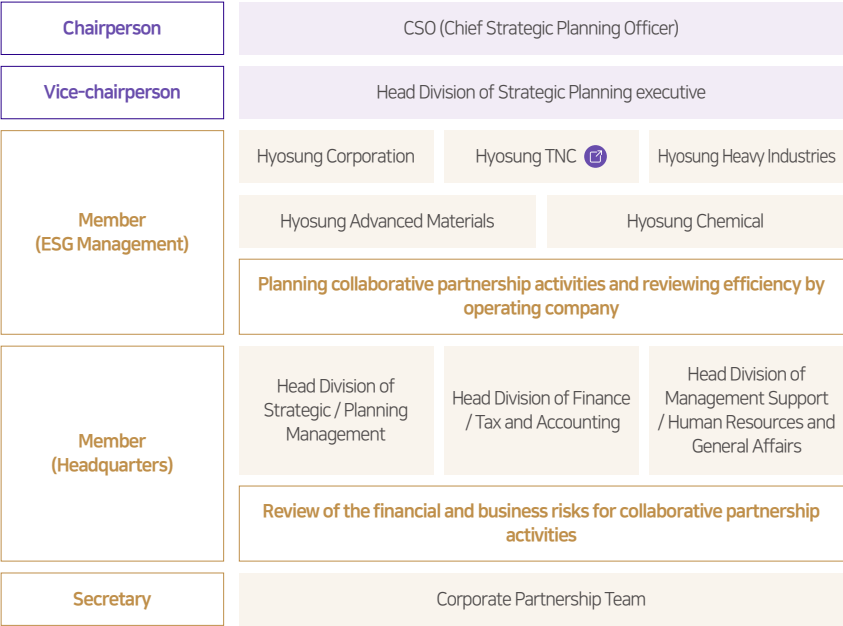 Chairperson
CSO (Chief Strategic Planning Officer)
Vice-chairperson
Head Division of Strategic Planning executive
Member
(ESG Management)
Hyosung Corporation
Hyosung TNC
Hyosung Heavy Industries
Hyosung Advanced Materials
Hyosung Chemical
Planning collaborative partnership activities and reviewing efficiency by
operating company
Member
(Headquarters)
Head Division of
Strategic / Planning
Management
Head Division of Finance
/ Tax and Accounting
Head Division of
Management Support
/ Human Resources and
General Affairs
Review of the financial and business risks for collaborative partnership
activities
Secretary
Corporate Partnership Team